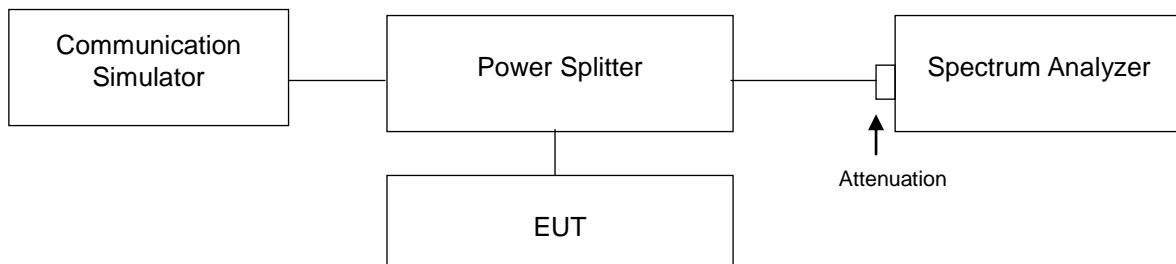 Communication
Simulator
Power Splitter
Spectrum Analyzer
Attenuation
EUT